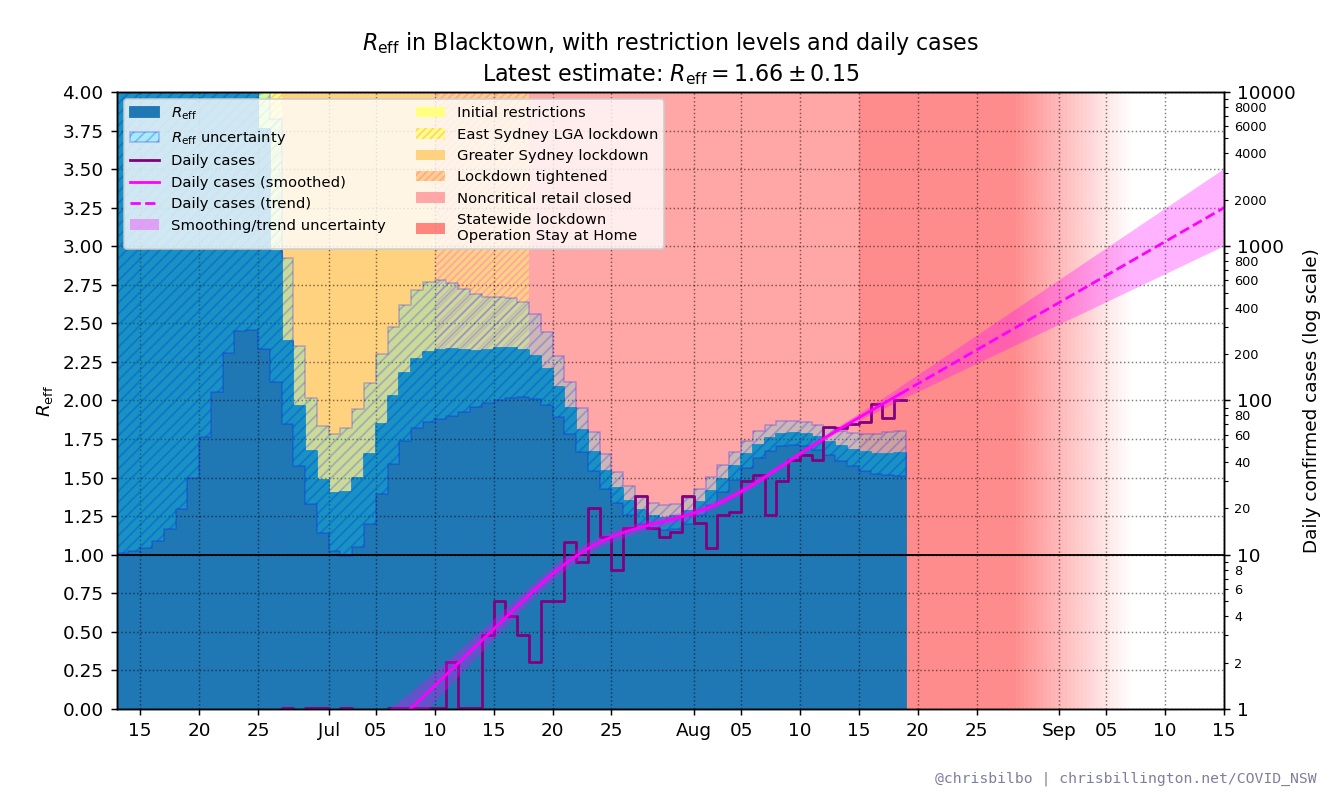 Reff in Blacktown, with restriction levels and daily cases
Latest estimate: Reff = 1.66 ± 0.15
Reff
Reff uncertainty
Daily cases
Daily cases (smoothed)
Daily cases (trend)
Smoothing/trend uncertainty
Initial restrictions
East Sydney LGA lockdown
Greater Sydney lockdown
Lockdown tightened
Noncritical retail closed
Statewide lockdown
Operation Stay at Home
Reff
4.00
3.75
3.50
3.25
3.00
2.75
2.50
2.25
2.00
1.75
1.50
1.25
1.00
0.75
0.50
0.25
0.00
10000
8000
6000
4000
2000
1000
800
600
400
200
100
80
60
40
20
10
8
6
4
2
1
Daily confirmed cases (log scale)
15 20 25 Jul 05 10 15 20 25 Aug 05 10 15 20 25 Sep 05 10 15
@chrisbilbo | chrisbillington.net/COVID_NSW